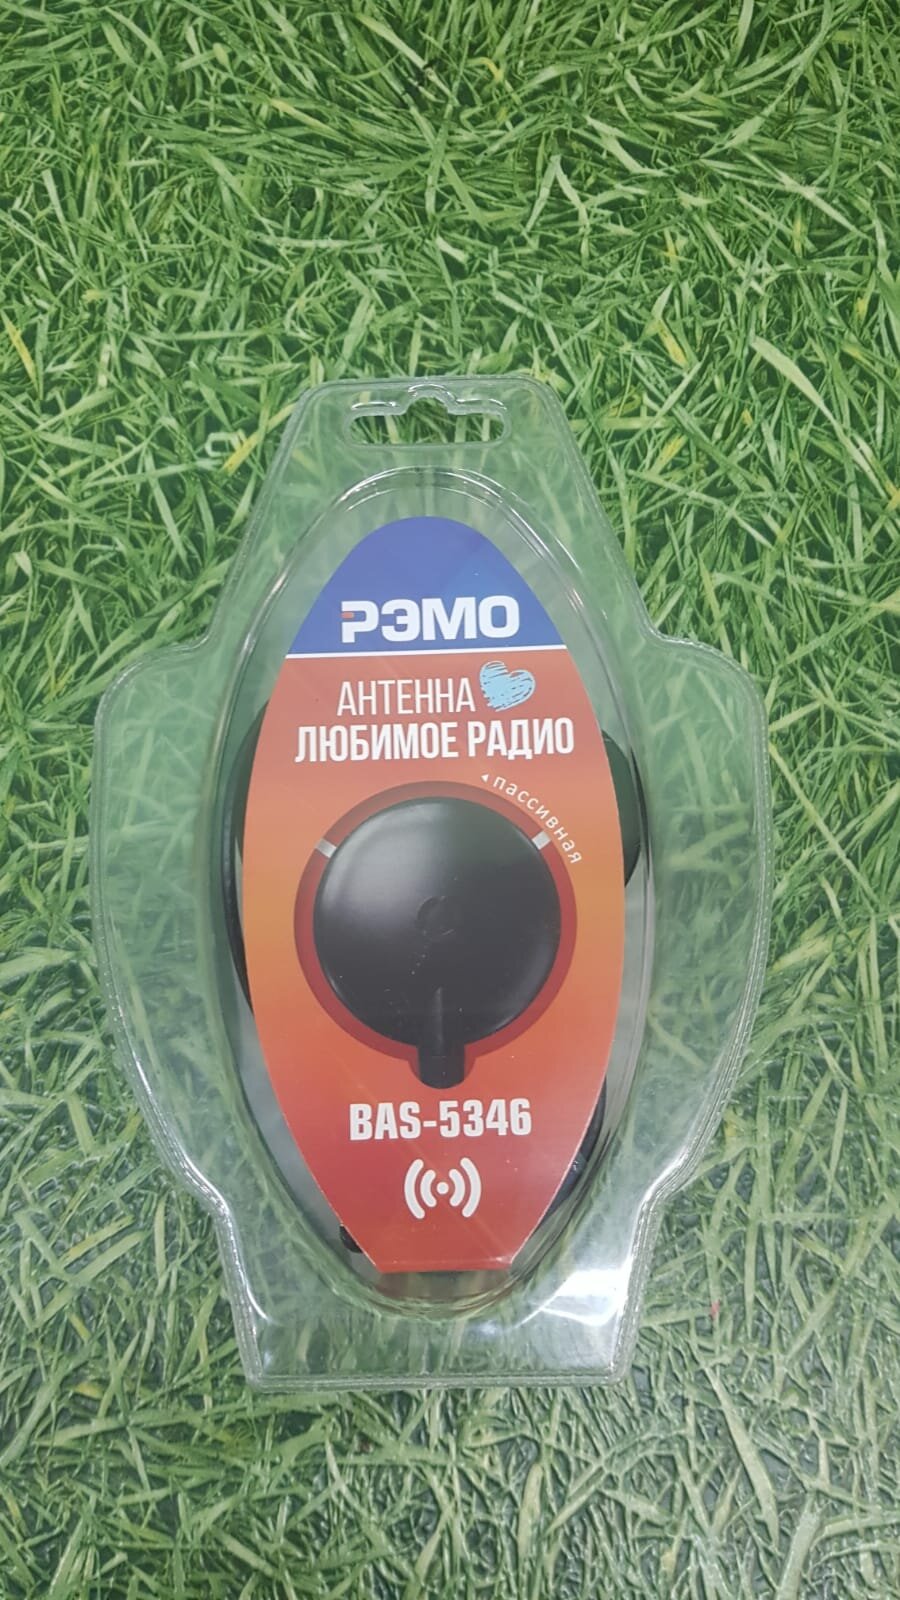 РЭМО
АНТЕННА
ЛЮБИМОЕ РАДИО
пассивная
BAS-5346